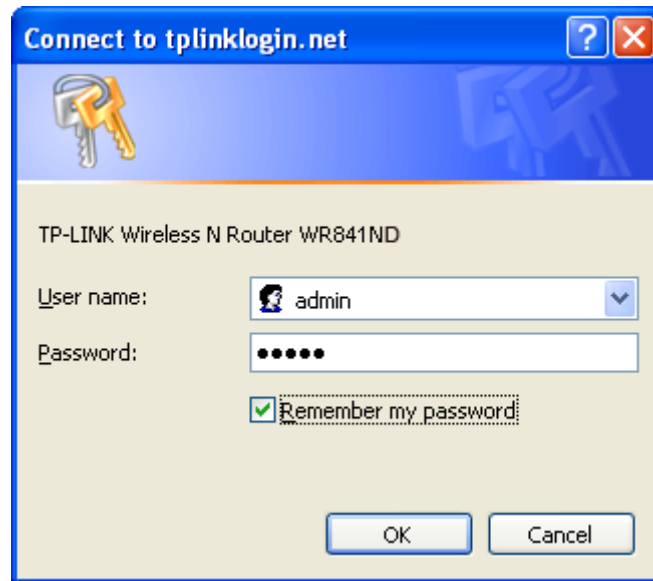 Connect to tplinklogin.net
TP-LINK Wireless N Router WR841ND
User name: admin
Password: •••••
Remember my password
OK Cancel